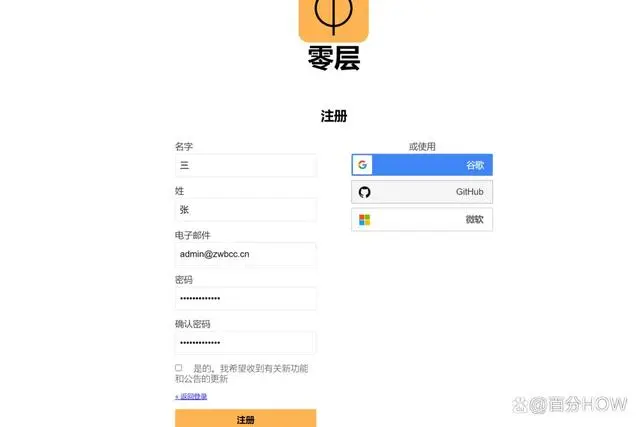 零层
注册
名字
三
姓
张
电子邮件
admin@zwbcc.cn
密码
•••••••••••••
确认密码
•••••••••••••
是的。我希望收到有关新功能
和公告的更新
« 返回登录
注册
或使用
谷歌
GitHub
微软
@百分HOW